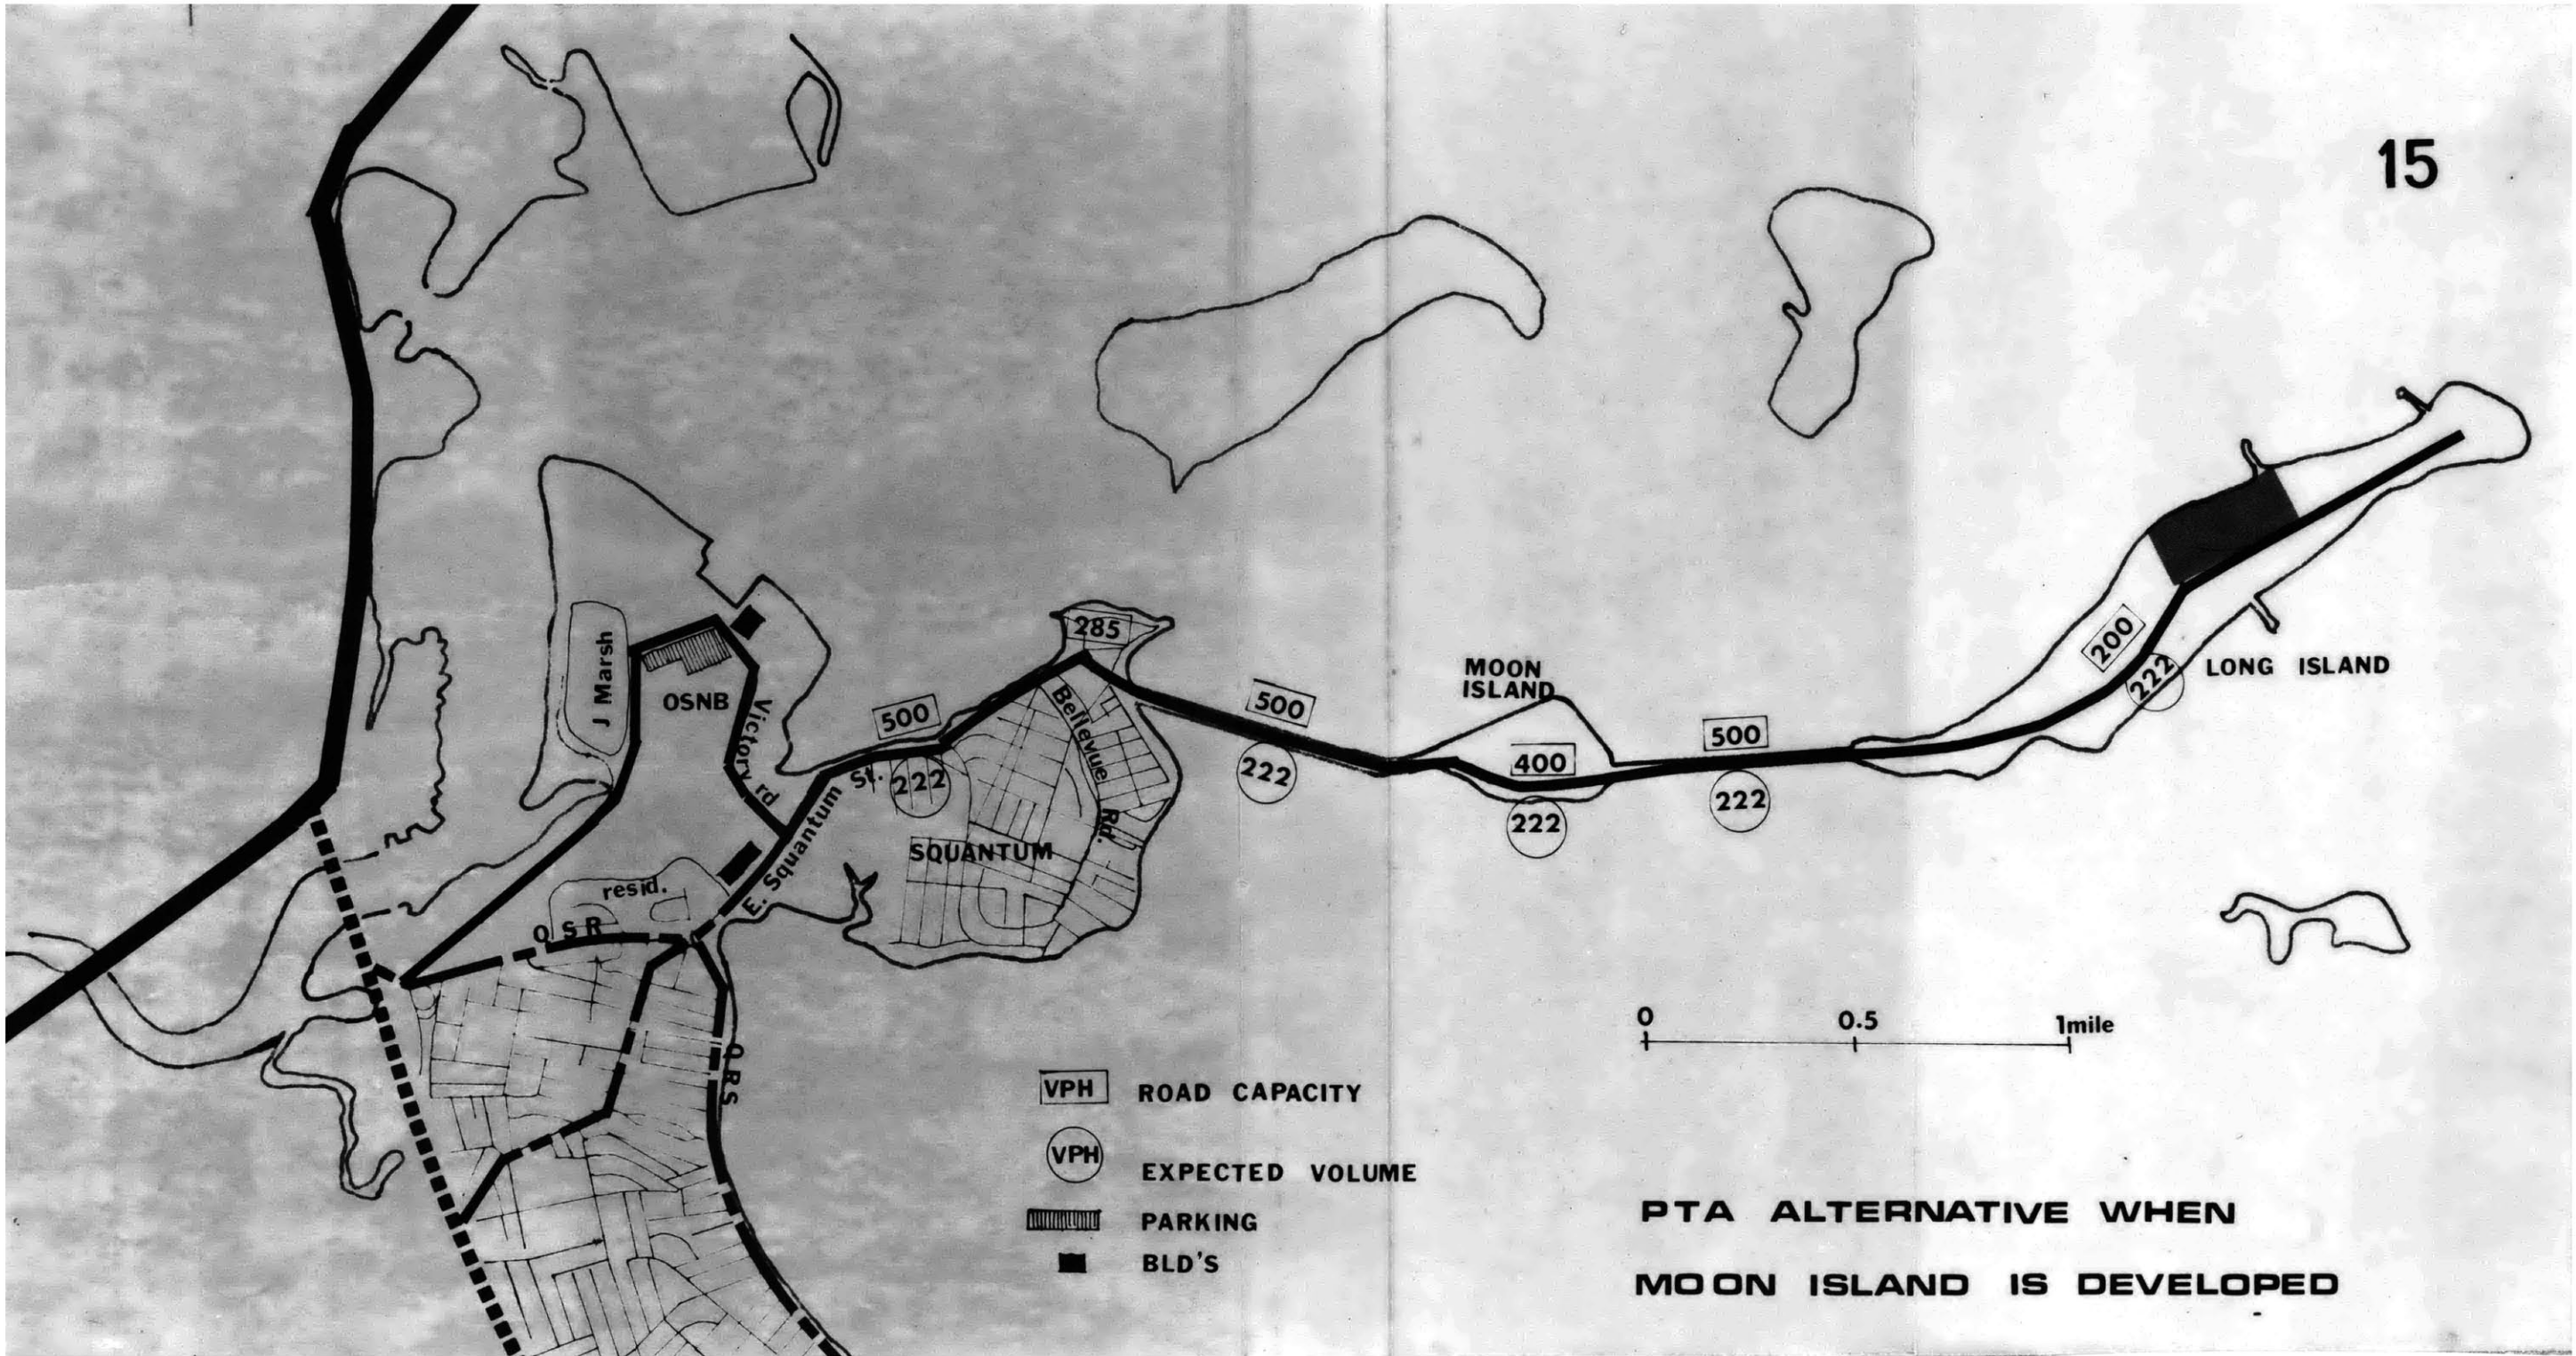 15
285
J Marsh
OSNB
Victory rd
500
Bellevue Rd.
500
MOON
ISLAND
500
400
200
222
LONG ISLAND
E. Squantum St.
222
222
222
222
SQUANTUM
resid.
O S R
Q R S
0 0.5 1mile
VPH ROAD CAPACITY
VPH EXPECTED VOLUME
PARKING
BLD'S
PTA ALTERNATIVE WHEN
MOON ISLAND IS DEVELOPED